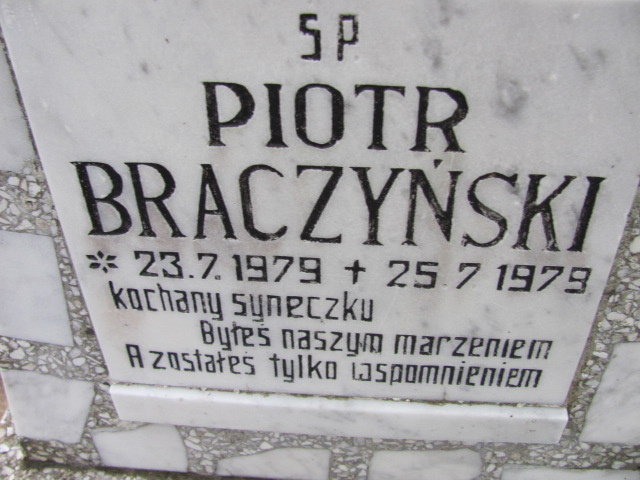 SP
PIOTR
BRACZYŃSKI
* 23.7.1979 + 25.7 1979
kochany syneczku
Byłeś naszym marzeniem
A zostałeś tylko wspomnieniem